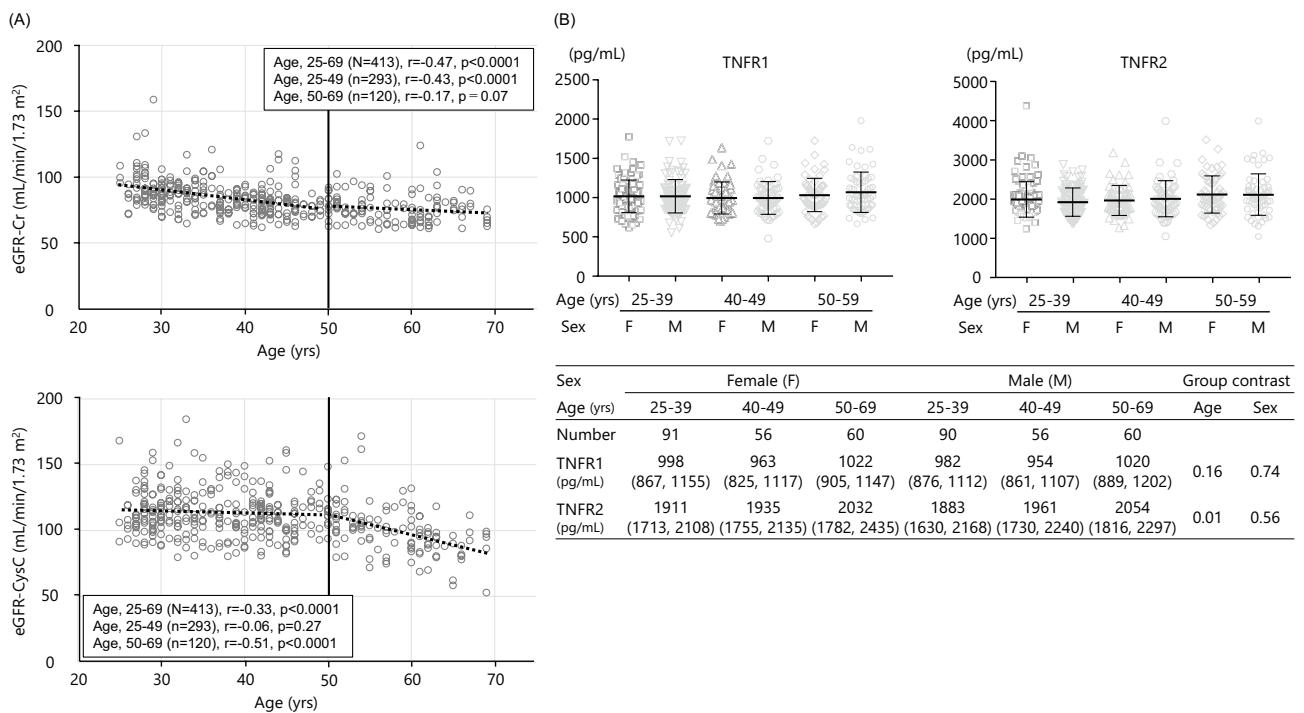 (A)
200
150
100
50
0
eGFR-Cr (mL/min/1.73 m²)
Age, 25-69 (N=413), r=-0.47, p<0.0001
Age, 25-49 (n=293), r=-0.43, p<0.0001
Age, 50-69 (n=120), r=-0.17, p=0.07
20 30 40 50 60 70
Age (yrs)
200
150
100
50
0
eGFR-CysC (mL/min/1.73 m²)
Age, 25-69 (N=413), r=-0.33, p<0.0001
Age, 25-49 (n=293), r=-0.06, p=0.27
Age, 50-69 (n=120), r=-0.51, p<0.0001
20 30 40 50 60 70
Age (yrs)
(B)
(pg/mL)
TNFR1
2500
2000
1500
1000
500
0
Age (yrs) 25-39 40-49 50-59
Sex F M F M F M
(pg/mL)
TNFR2
5000
4000
3000
2000
1000
0
Age (yrs) 25-39 40-49 50-59
Sex F M F M F M
Sex Female (F) Male (M) Group contrast
Age (yrs) 25-39 40-49 50-69 25-39 40-49 50-69 Age Sex
Number 91 56 60 90 56 60
TNFR1 998 963 1022 982 954 1020 0.16 0.74
(pg/mL) (867, 1155) (825, 1117) (905, 1147) (876, 1112) (861, 1107) (889, 1202)
TNFR2 1911 1935 2032 1883 1961 2054 0.01 0.56
(pg/mL) (1713, 2108) (1755, 2135) (1782, 2435) (1630, 2168) (1730, 2240) (1816, 2297)